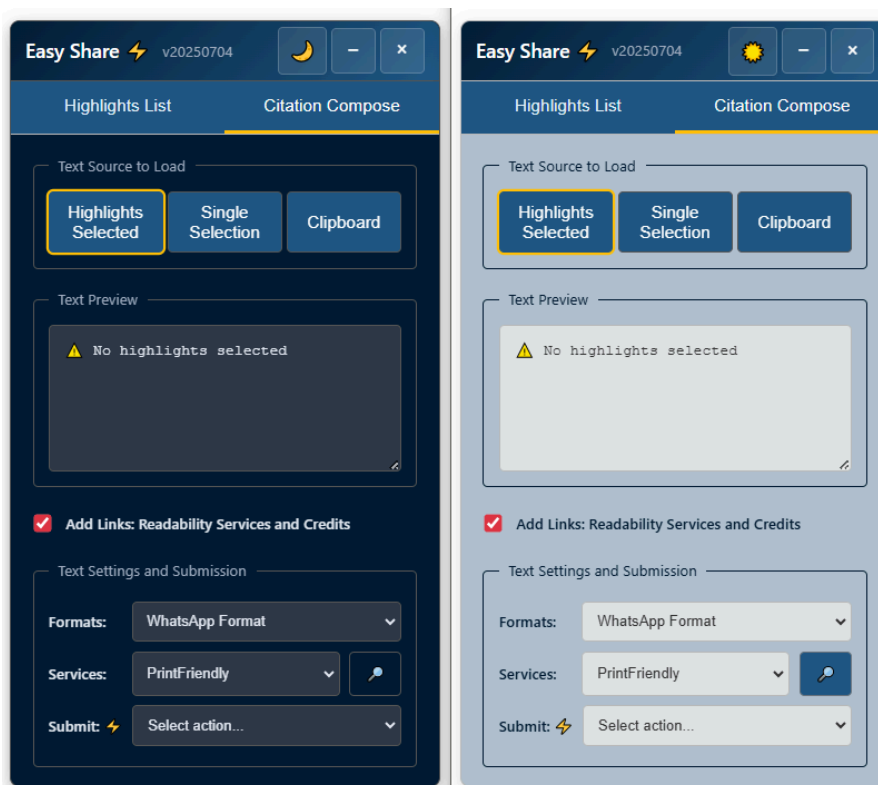 Easy Share ⚡ v20250704
Highlights List Citation Compose
Text Source to Load
Highlights Selected
Single Selection
Clipboard
Text Preview
⚠ No highlights selected
Add Links: Readability Services and Credits
Text Settings and Submission
Formats: WhatsApp Format
Services: PrintFriendly
Submit: ⚡ Select action...
Easy Share ⚡ v20250704
Highlights List Citation Compose
Text Source to Load
Highlights Selected
Single Selection
Clipboard
Text Preview
⚠ No highlights selected
Add Links: Readability Services and Credits
Text Settings and Submission
Formats: WhatsApp Format
Services: PrintFriendly
Submit: ⚡ Select action...